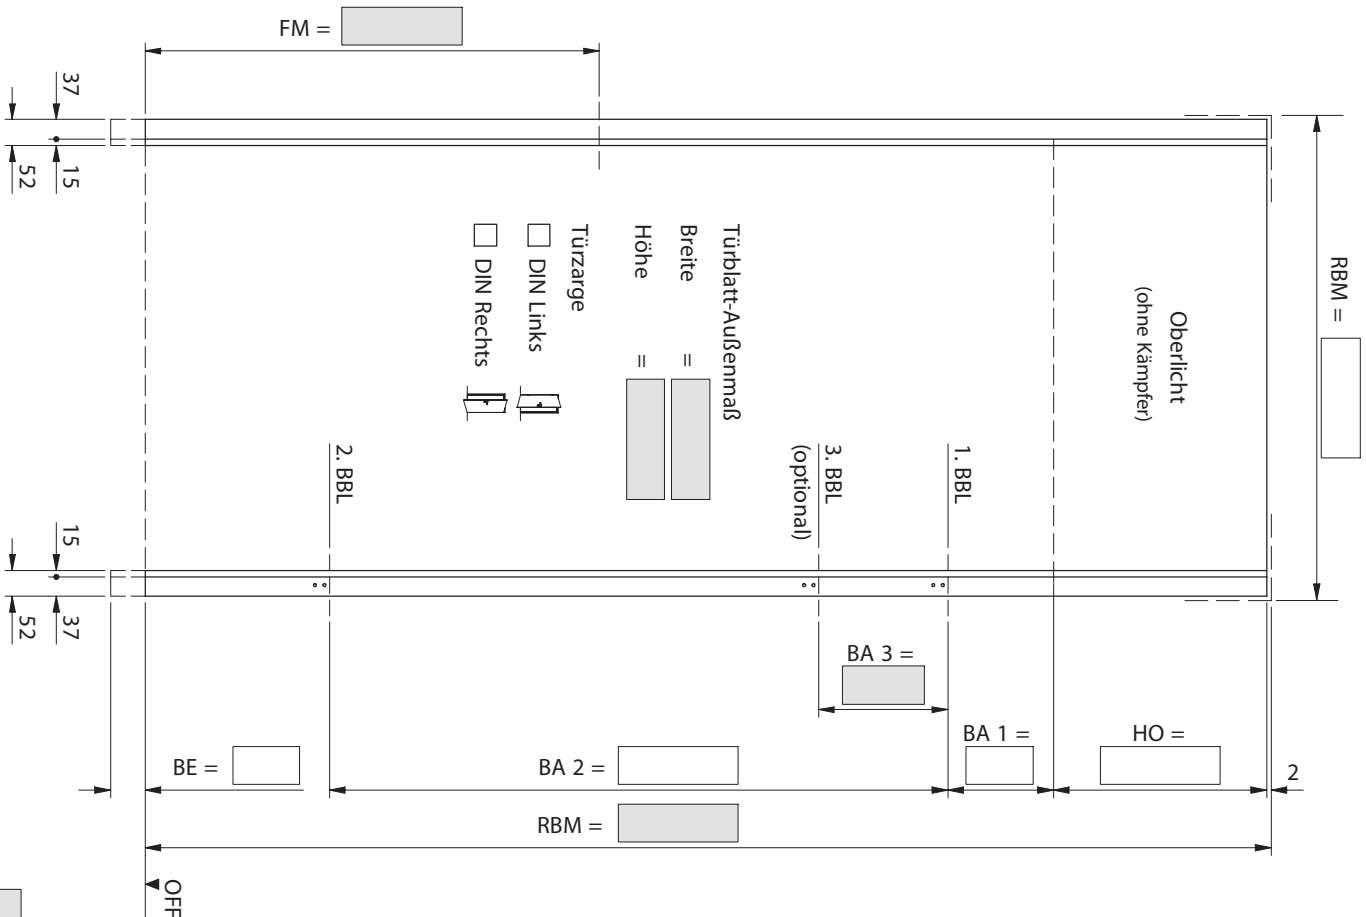 FM =
37
15
52
RBM =
Oberlicht
(ohne Kämpfer)
Türblatt-Außenmaß
Breite =
Höhe =
Türzarge
DIN Links
DIN Rechts
1. BBL
3. BBL
(optional)
2. BBL
15
37
52
BA 3 =
BA 1 =
HO =
2
BE =
BA 2 =
RBM =
OFF